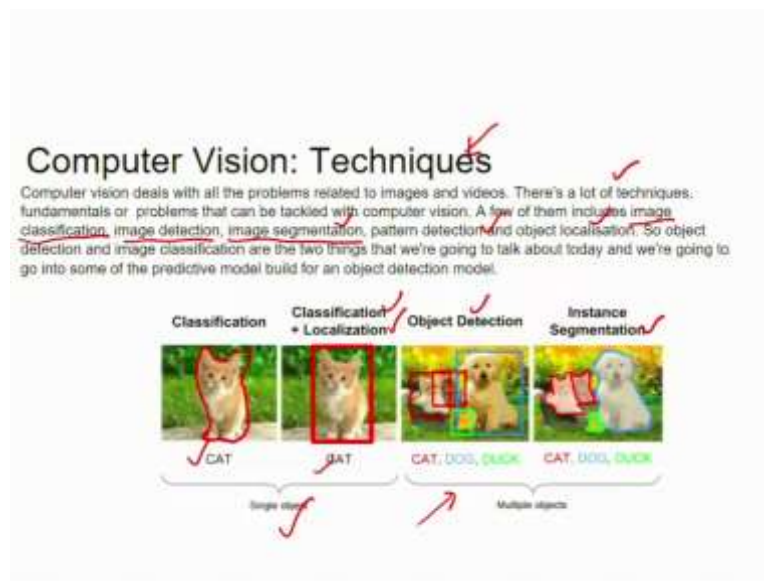 Computer Vision: Techniques
Computer vision deals with all the problems related to images and videos. There's a lot of techniques,
fundamentals or problems that can be tackled with computer vision. A few of them includes image
classification, image detection, image segmentation, pattern detection and object localisation. So object
detection and image classification are the two things that we're going to talk about today and we're going to
go into some of the predictive model build for an object detection model.
Classification
Classification + Localization
Object Detection
Instance Segmentation
CAT
CAT
CAT, DOG, DUCK
CAT, DOG, DUCK
Single object
Multiple objects